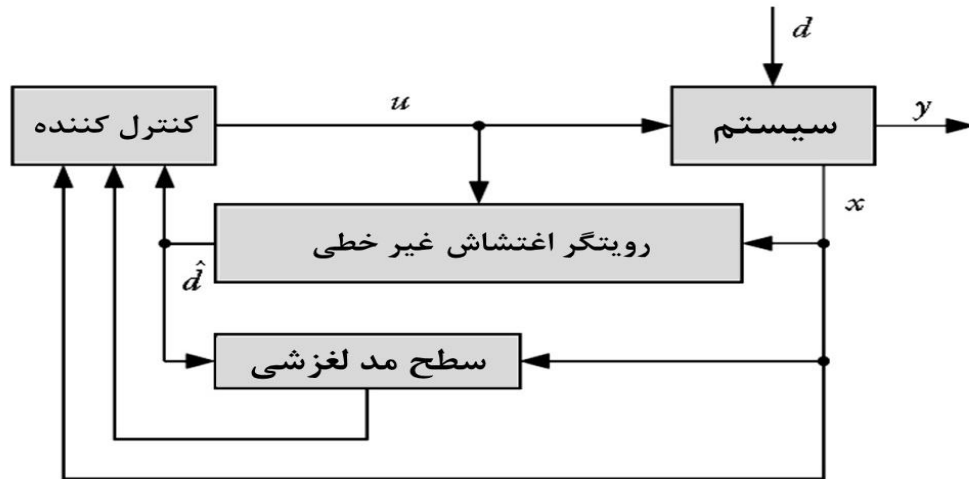 d
کنترل کننده
u
سیستم
y
x
رویتگر اغتشاش غیر خطی
d̂
سطح مد لغزشی